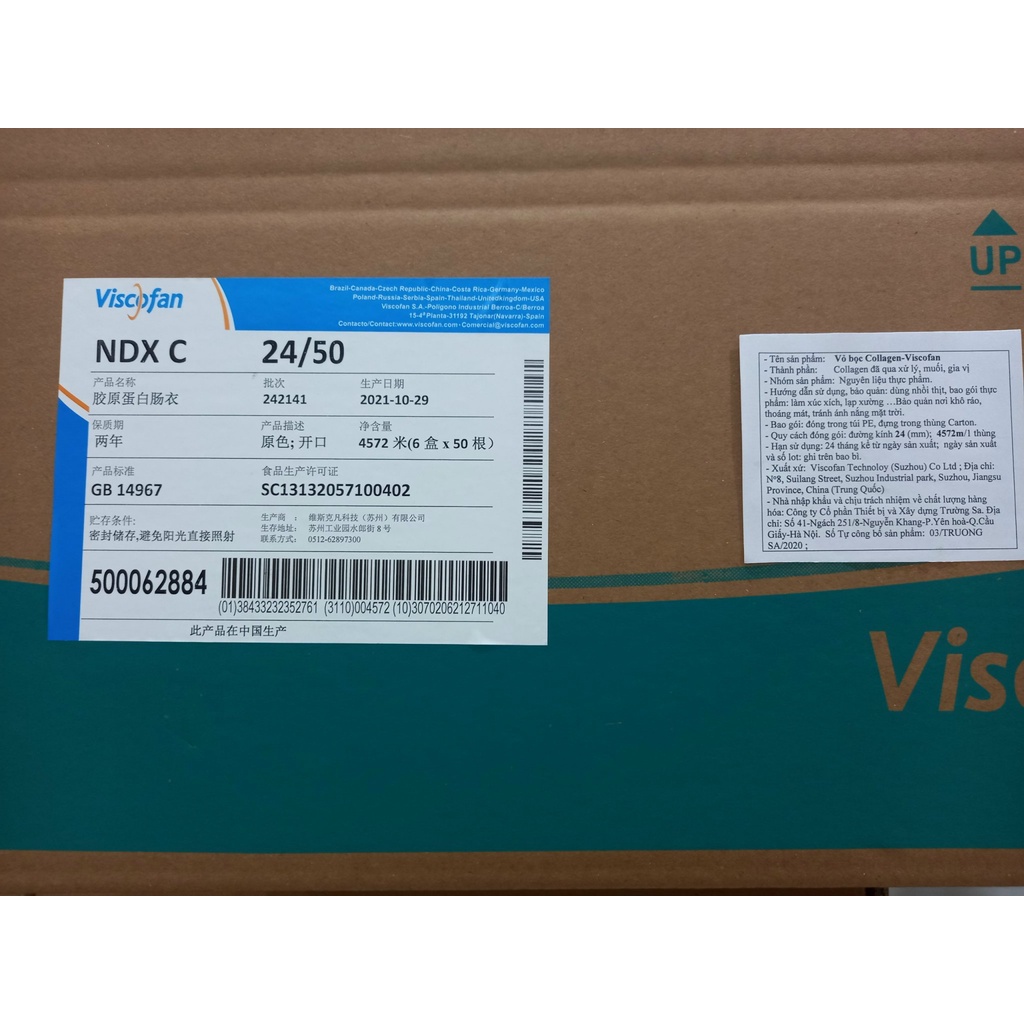 UP
Viscofan
Brazil-Canada-Czech Republic-China-Costa Rica-Germany-Mexico
Poland-Russia-Serbia-Spain-Thailand-Unitedkingdom-USA
Viscofan S.A.-Poligono Industrial Berroa-C/Berroa
15-4ª Planta-31192 Tajonar(Navarra)-Spain
Contacto/Contact:www.viscofan.com-Comercial@viscofan.com
NDX C 24/50
产品名称 批次 生产日期
胶原蛋白肠衣 242141 2021-10-29
保质期 产品描述 净含量
两年 原色; 开口 4572 米(6 盒 x 50 根)
产品标准 食品生产许可证
GB 14967 SC13132057100402
贮存条件:
密封储存,避免阳光直接照射
生产商 : 维斯克凡科技（苏州）有限公司
生存地址: 苏州工业园水郎街 8 号
联系方式: 0512-62897300
500062884
(01)38433232352761 (3110)004572 (10)3070206212711040
此产品在中国生产
- Tên sản phẩm: Vỏ bọc Collagen-Viscofan
- Thành phần: Collagen đã qua xử lý, muối, gia vị
- Nhóm sản phẩm: Nguyên liệu thực phẩm.
- Hướng dẫn sử dụng, bảo quản: dùng nhồi thịt, bao gói thực
phẩm: làm xúc xích, lạp xường ...Bảo quản nơi khô ráo,
thoáng mát, tránh ánh nắng mặt trời.
- Bao gói: đóng trong túi PE, đựng trong thùng Carton.
- Quy cách đóng gói: đường kính 24 (mm); 4572m/1 thùng
- Hạn sử dụng: 24 tháng kể từ ngày sản xuất; ngày sản xuất
và số lot: ghi trên bao bì.
- Xuất xứ: Viscofan Technoloy (Suzhou) Co Ltd ; Địa chỉ:
Nº8, Suilang Street, Suzhou Industrial park, Suzhou, Jiangsu
Province, China (Trung Quốc)
- Nhà nhập khẩu và chịu trách nhiệm về chất lượng hàng
hóa: Công ty Cổ phần Thiết bị và Xây dựng Trường Sa. Địa
chỉ: Số 41-Ngách 251/8-Nguyễn Khang-P.Yên hoà-Q.Cầu
Giấy-Hà Nội. Số Tự công bố sản phẩm: 03/TRUONG
SA/2020 ;
Visc